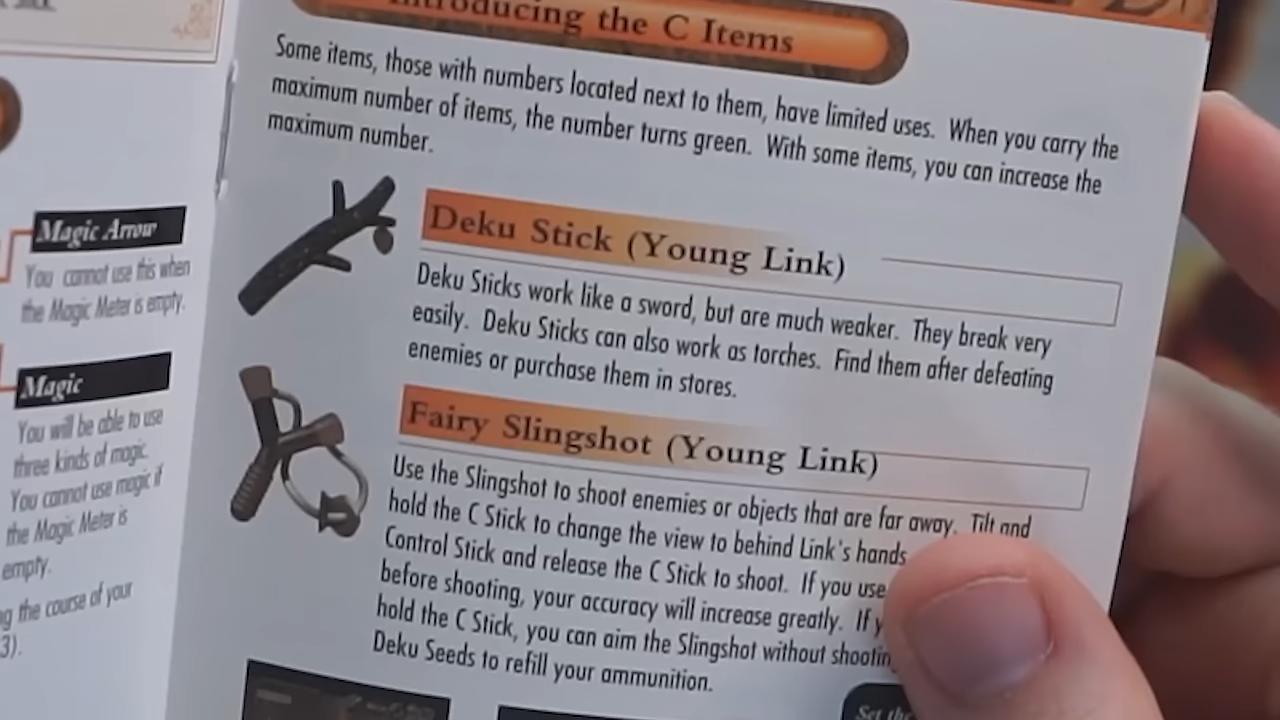 Magic Arrow
You cannot use this when
the Magic Meter is empty.
Magic
You will be able to use
three kinds of magic.
You cannot use magic if
the Magic Meter is
empty.
ng the course of your
3).
Introducing the C Items
Some items, those with numbers located next to them, have limited uses. When you carry the
maximum number of items, the number turns green. With some items, you can increase the
maximum number.
Deku Stick (Young Link)
Deku Sticks work like a sword, but are much weaker. They break very
easily. Deku Sticks can also work as torches. Find them after defeating
enemies or purchase them in stores.
Fairy Slingshot (Young Link)
Use the Slingshot to shoot enemies or objects that are far away. Tilt and
hold the C Stick to change the view to behind Link's hands
Control Stick and release the C Stick to shoot. If you use
before shooting, your accuracy will increase greatly. If
hold the C Stick, you can aim the Slingshot without
Deku Seeds to refill your ammunition.
Set the